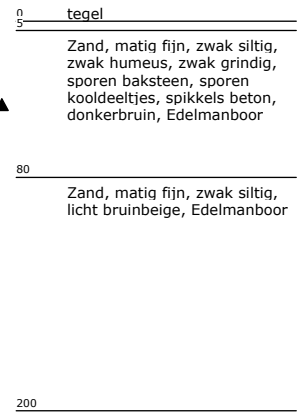 0 tegel
5
Zand, matig fijn, zwak siltig,
zwak humeus, zwak grindig,
sporen baksteen, sporen
kooldeeltjes, spikkels beton,
donkerbruin, Edelmanboor
80
Zand, matig fijn, zwak siltig,
licht bruinbeige, Edelmanboor
200